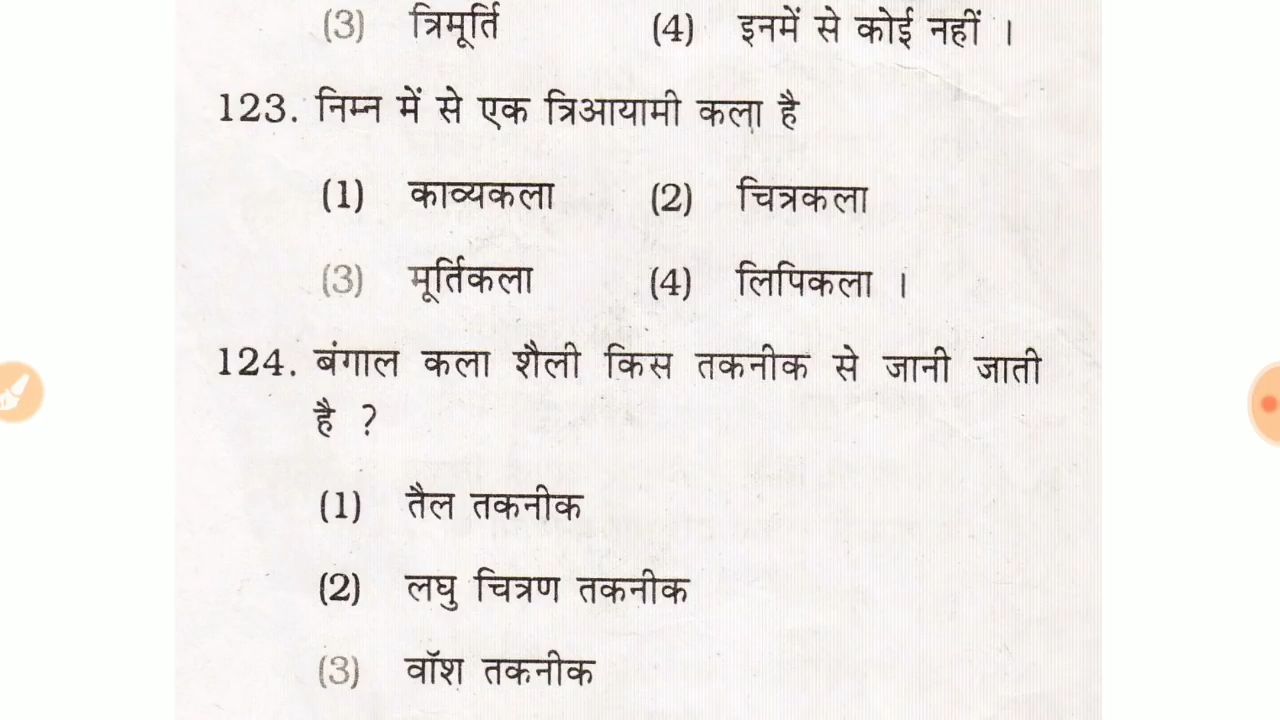 (3) त्रिमूर्ति (4) इनमें से कोई नहीं ।
123. निम्न में से एक त्रिआयामी कला है
(1) काव्यकला (2) चित्रकला
(3) मूर्तिकला (4) लिपिकला ।
124. बंगाल कला शैली किस तकनीक से जानी जाती
है ?
(1) तैल तकनीक
(2) लघु चित्रण तकनीक
(3) वॉश तकनीक